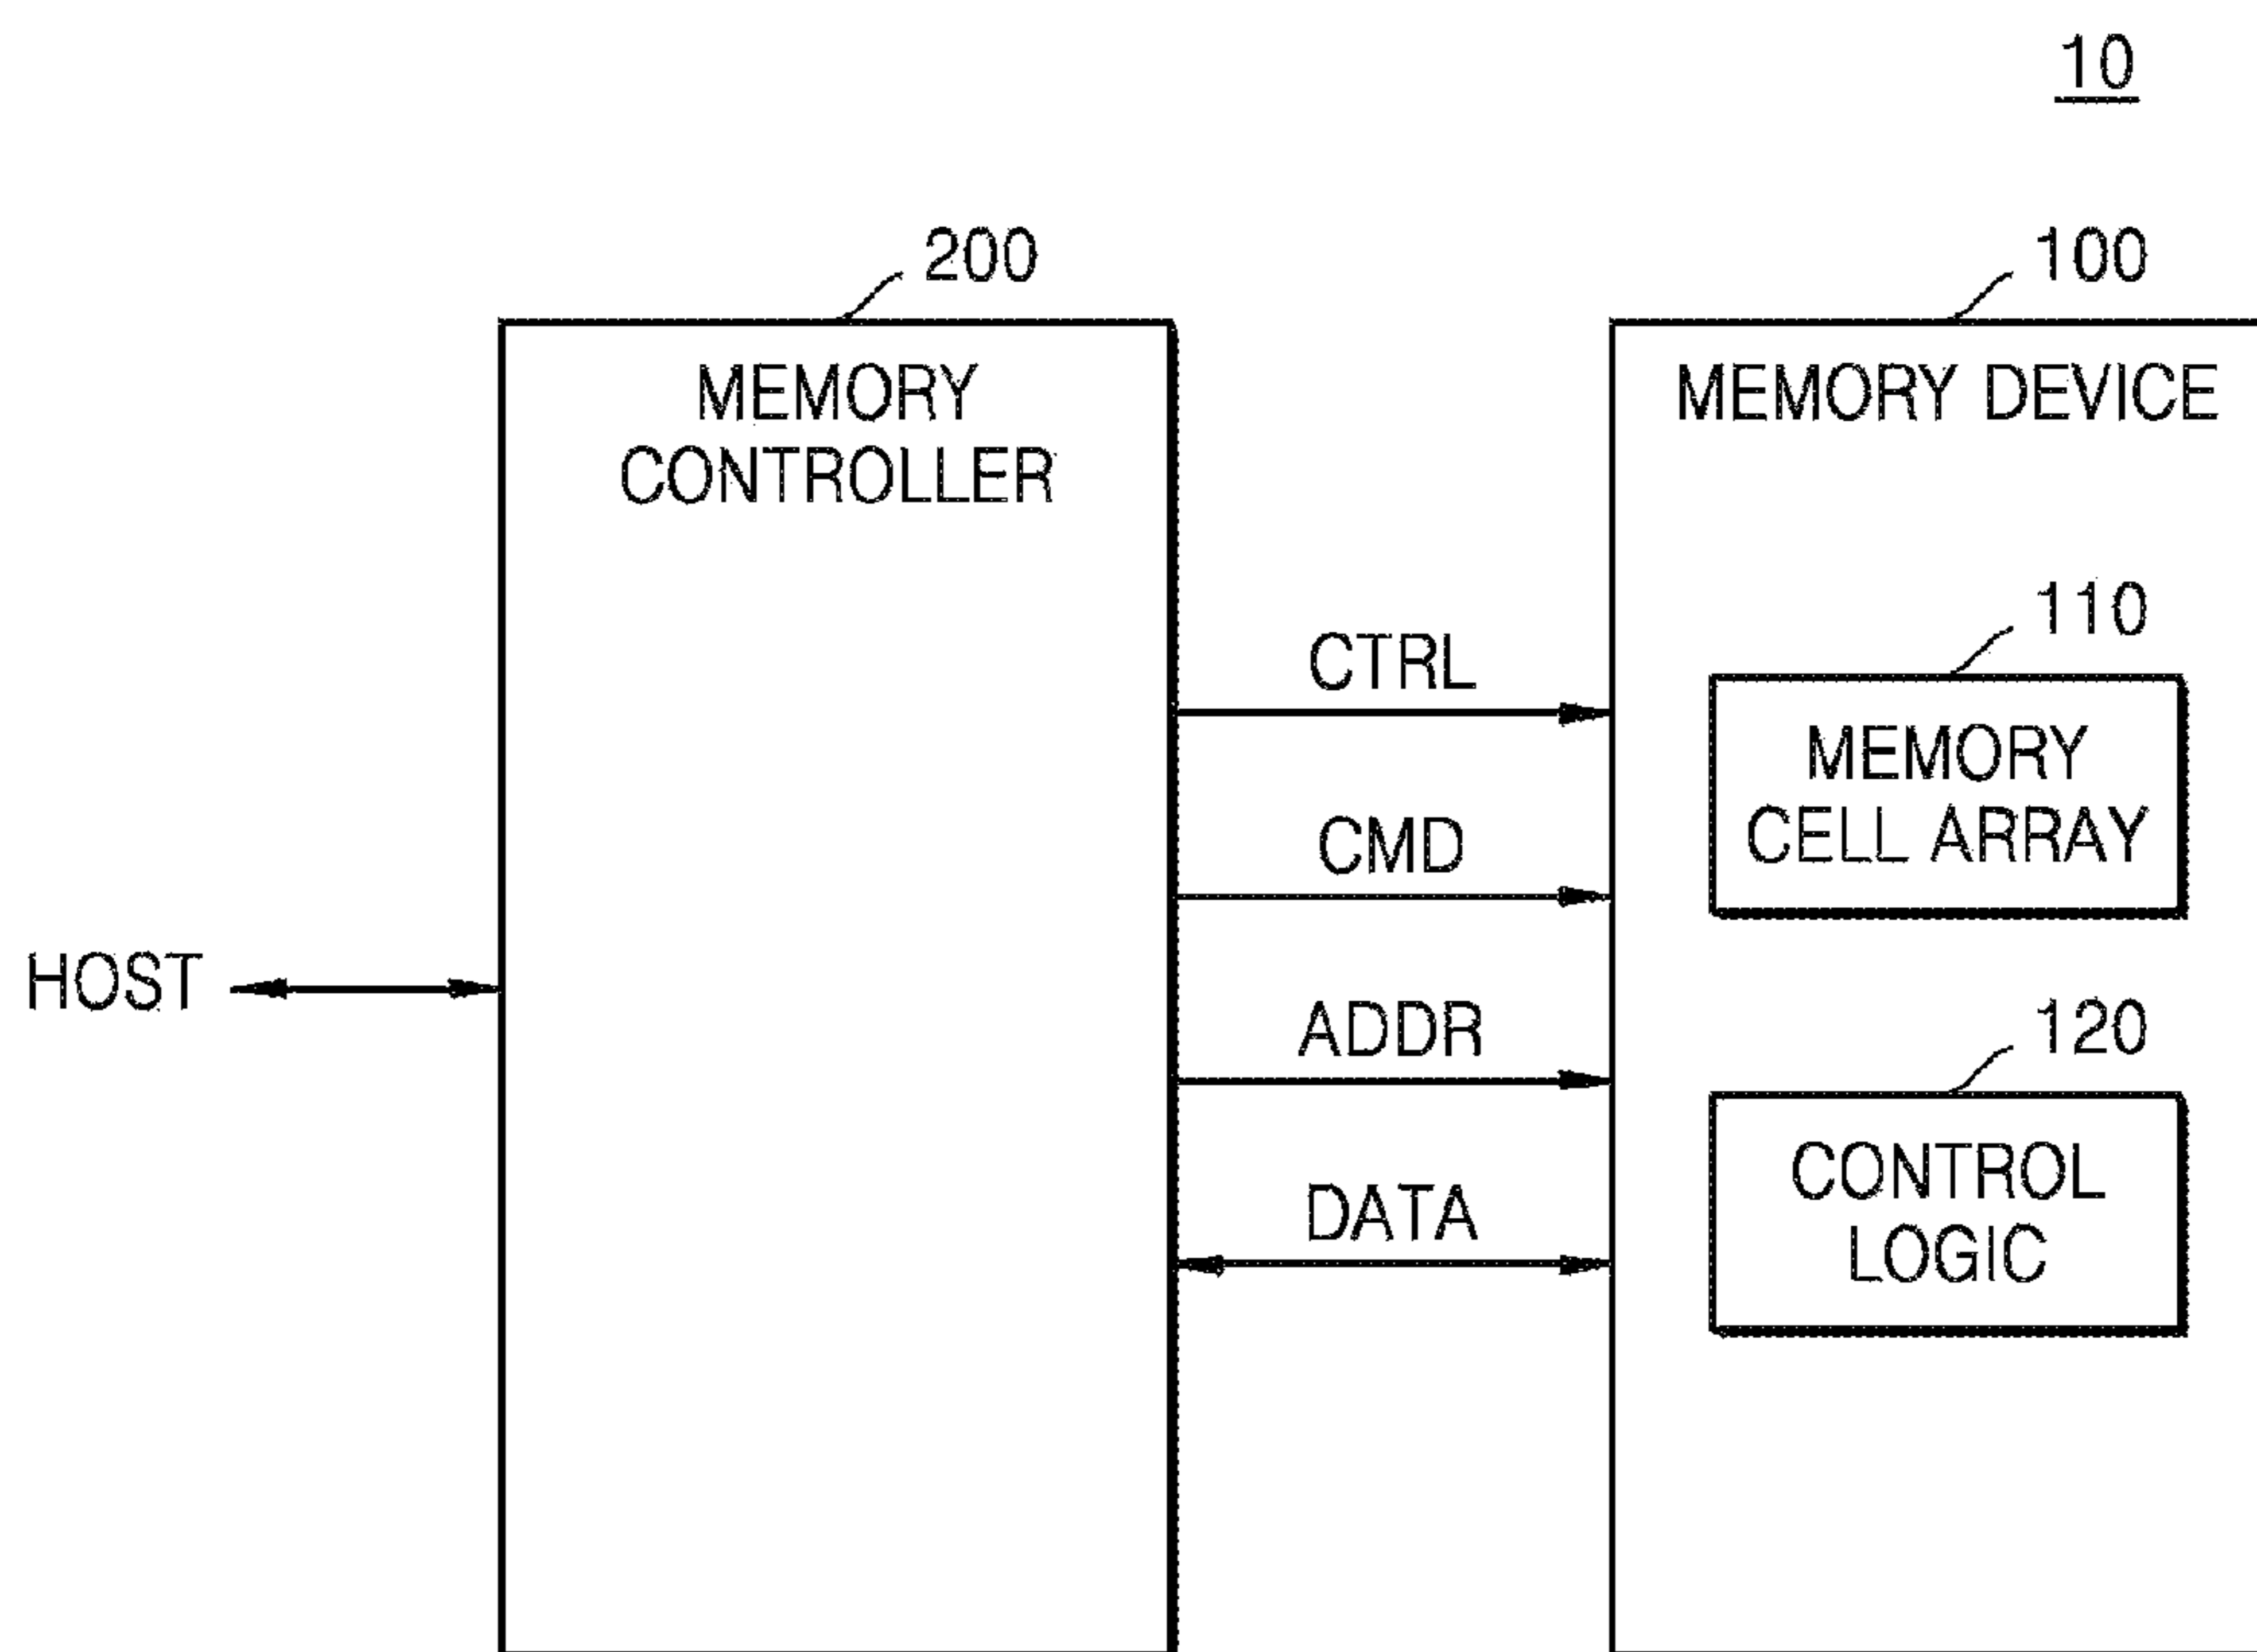 10
200
100
MEMORY
CONTROLLER
MEMORY DEVICE
110
CTRL
MEMORY
CELL ARRAY
CMD
HOST
ADDR
120
CONTROL
LOGIC
DATA